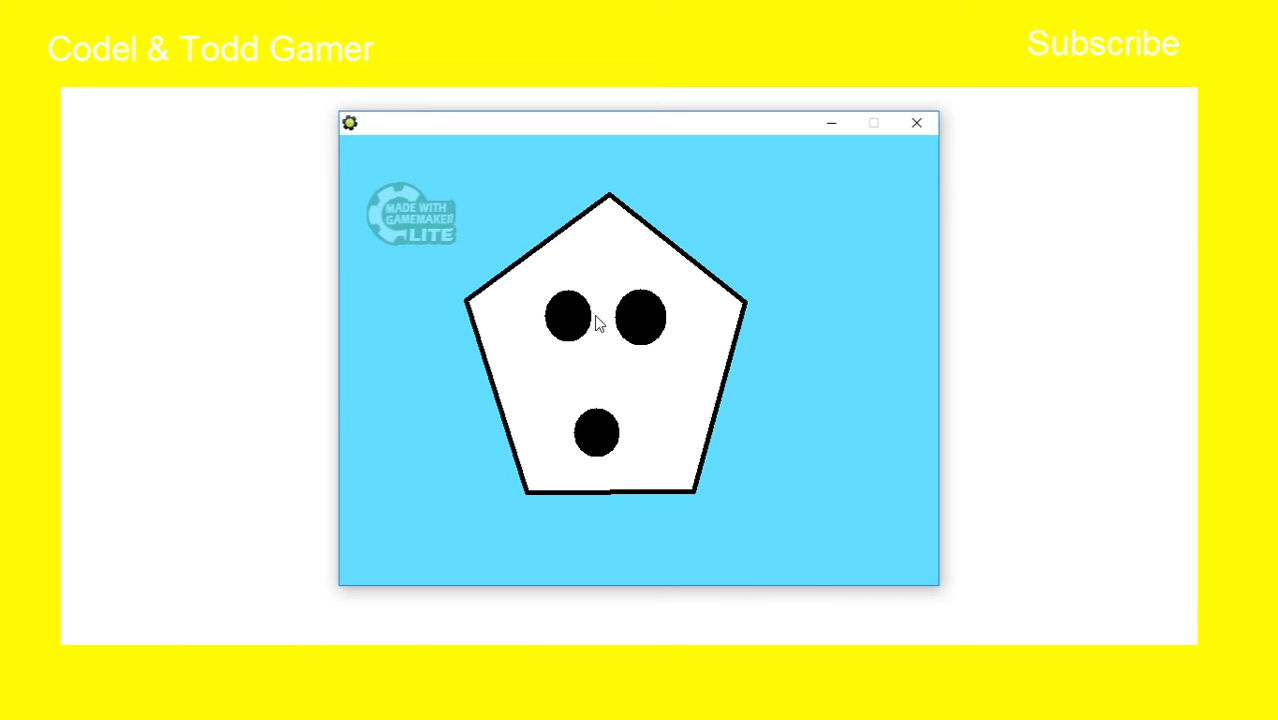 Codel & Todd Gamer
Subscribe
MADE WITH
GAMEMAKER
LITE